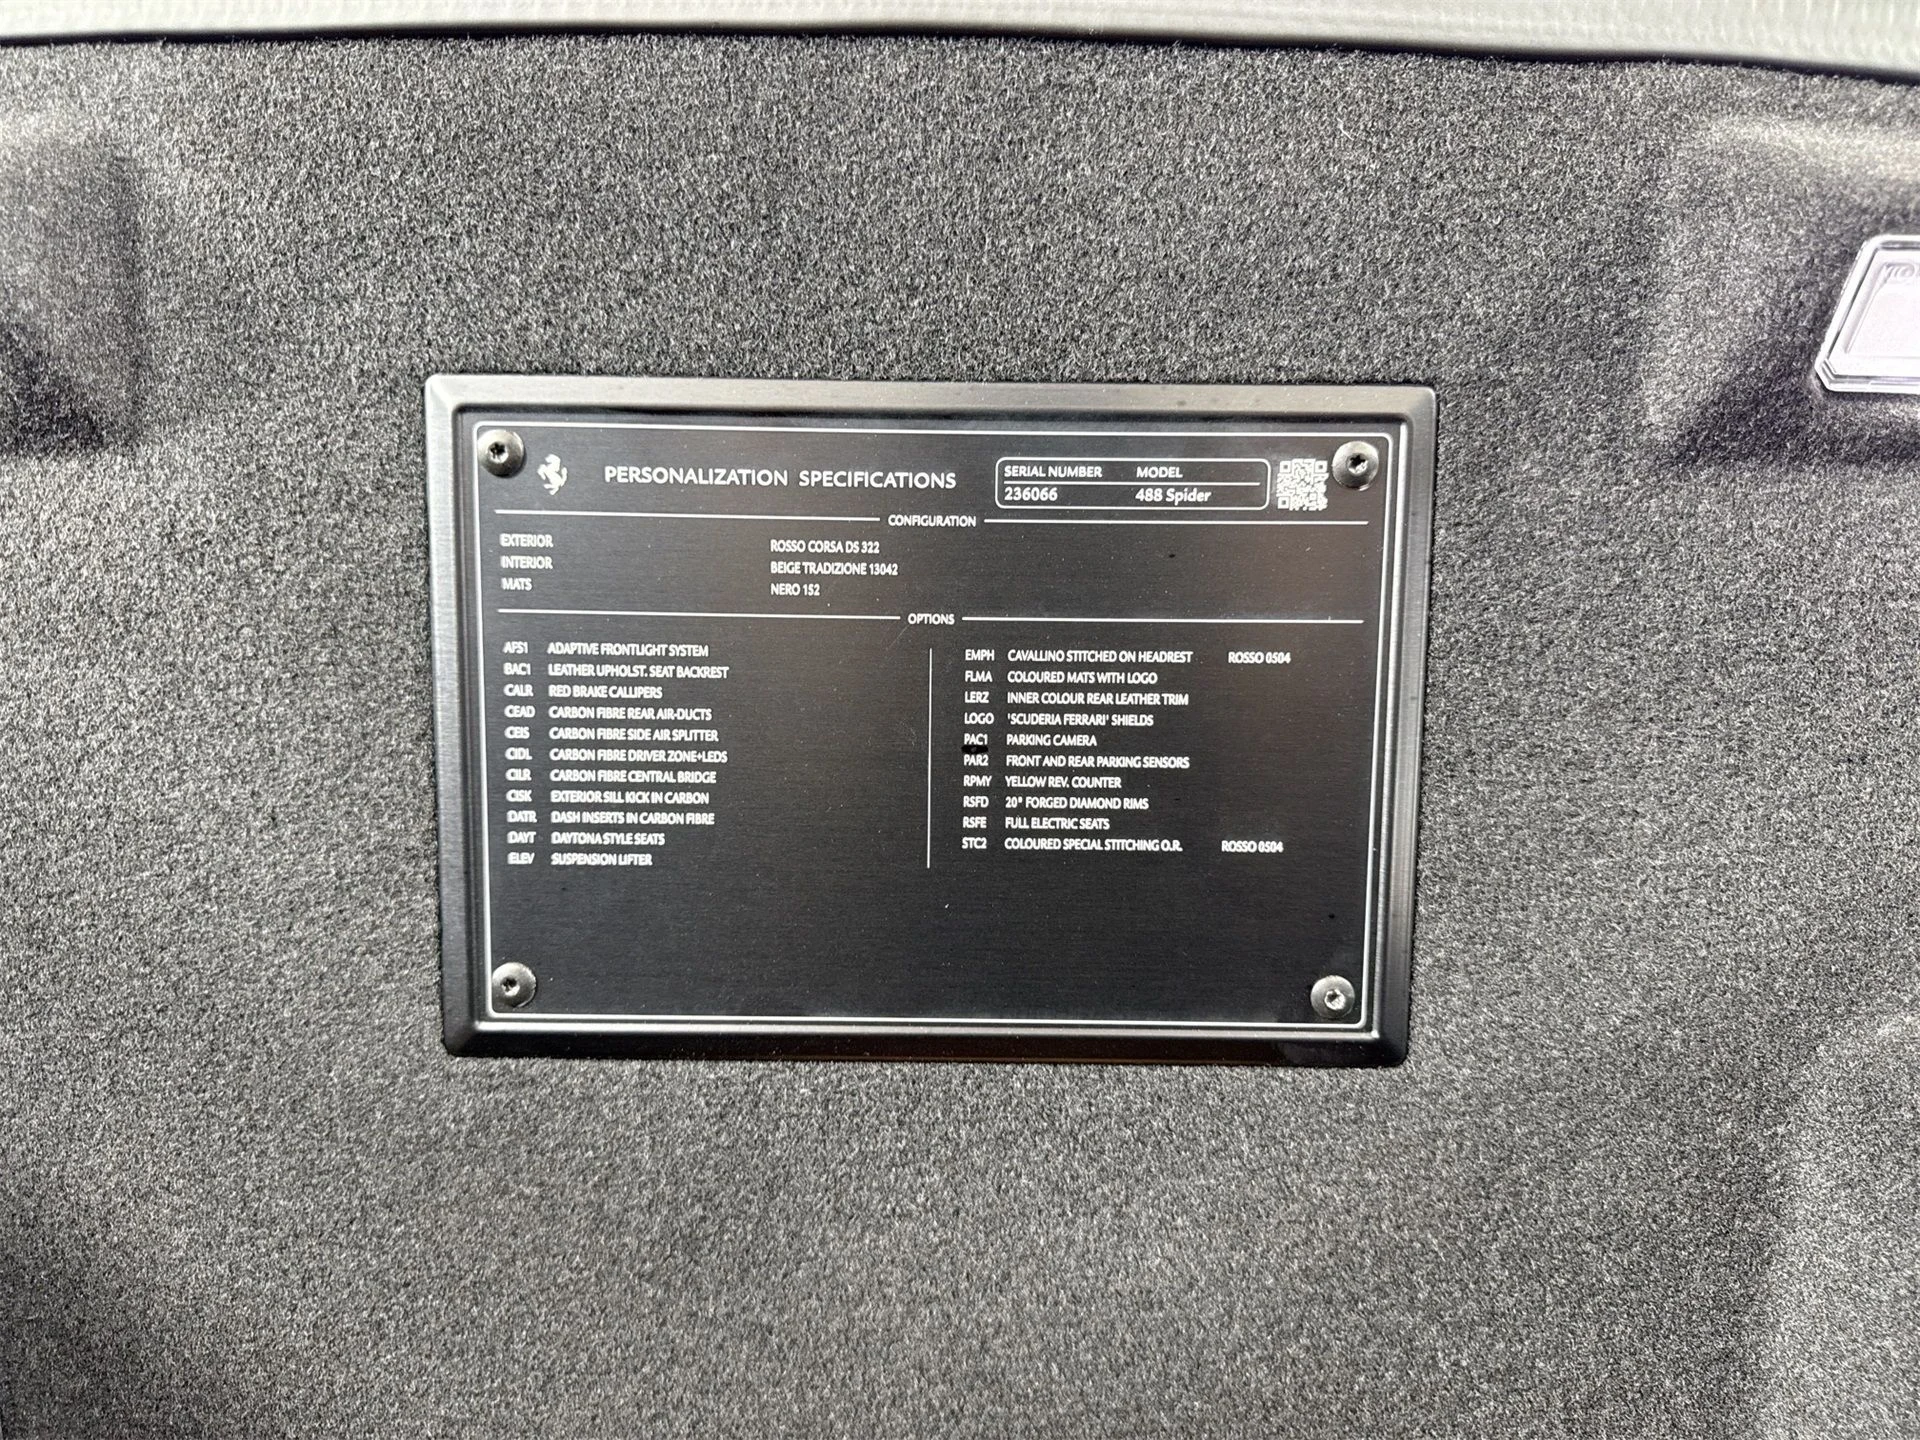 PERSONALIZATION SPECIFICATIONS
SERIAL NUMBER MODEL
236066 488 Spider
CONFIGURATION
EXTERIOR ROSSO CORSA DS 322
INTERIOR BEIGE TRADIZIONE 13042
MATS NERO 152
OPTIONS
AFS1 ADAPTIVE FRONTLIGHT SYSTEM
BAC1 LEATHER UPHOLST. SEAT BACKREST
CALR RED BRAKE CALLIPERS
CEAD CARBON FIBRE REAR AIR-DUCTS
CEIS CARBON FIBRE SIDE AIR SPLITTER
CIDL CARBON FIBRE DRIVER ZONE+LEDS
CILR CARBON FIBRE CENTRAL BRIDGE
CISK EXTERIOR SILL KICK IN CARBON
DATR DASH INSERTS IN CARBON FIBRE
DAYT DAYTONA STYLE SEATS
ELEV SUSPENSION LIFTER
EMPH CAVALLINO STITCHED ON HEADREST ROSSO 0504
FLMA COLOURED MATS WITH LOGO
LERZ INNER COLOUR REAR LEATHER TRIM
LOGO 'SCUDERIA FERRARI' SHIELDS
PAC1 PARKING CAMERA
PAR2 FRONT AND REAR PARKING SENSORS
RPMY YELLOW REV. COUNTER
RSFD 20" FORGED DIAMOND RIMS
RSFE FULL ELECTRIC SEATS
STC2 COLOURED SPECIAL STITCHING O.R. ROSSO 0504